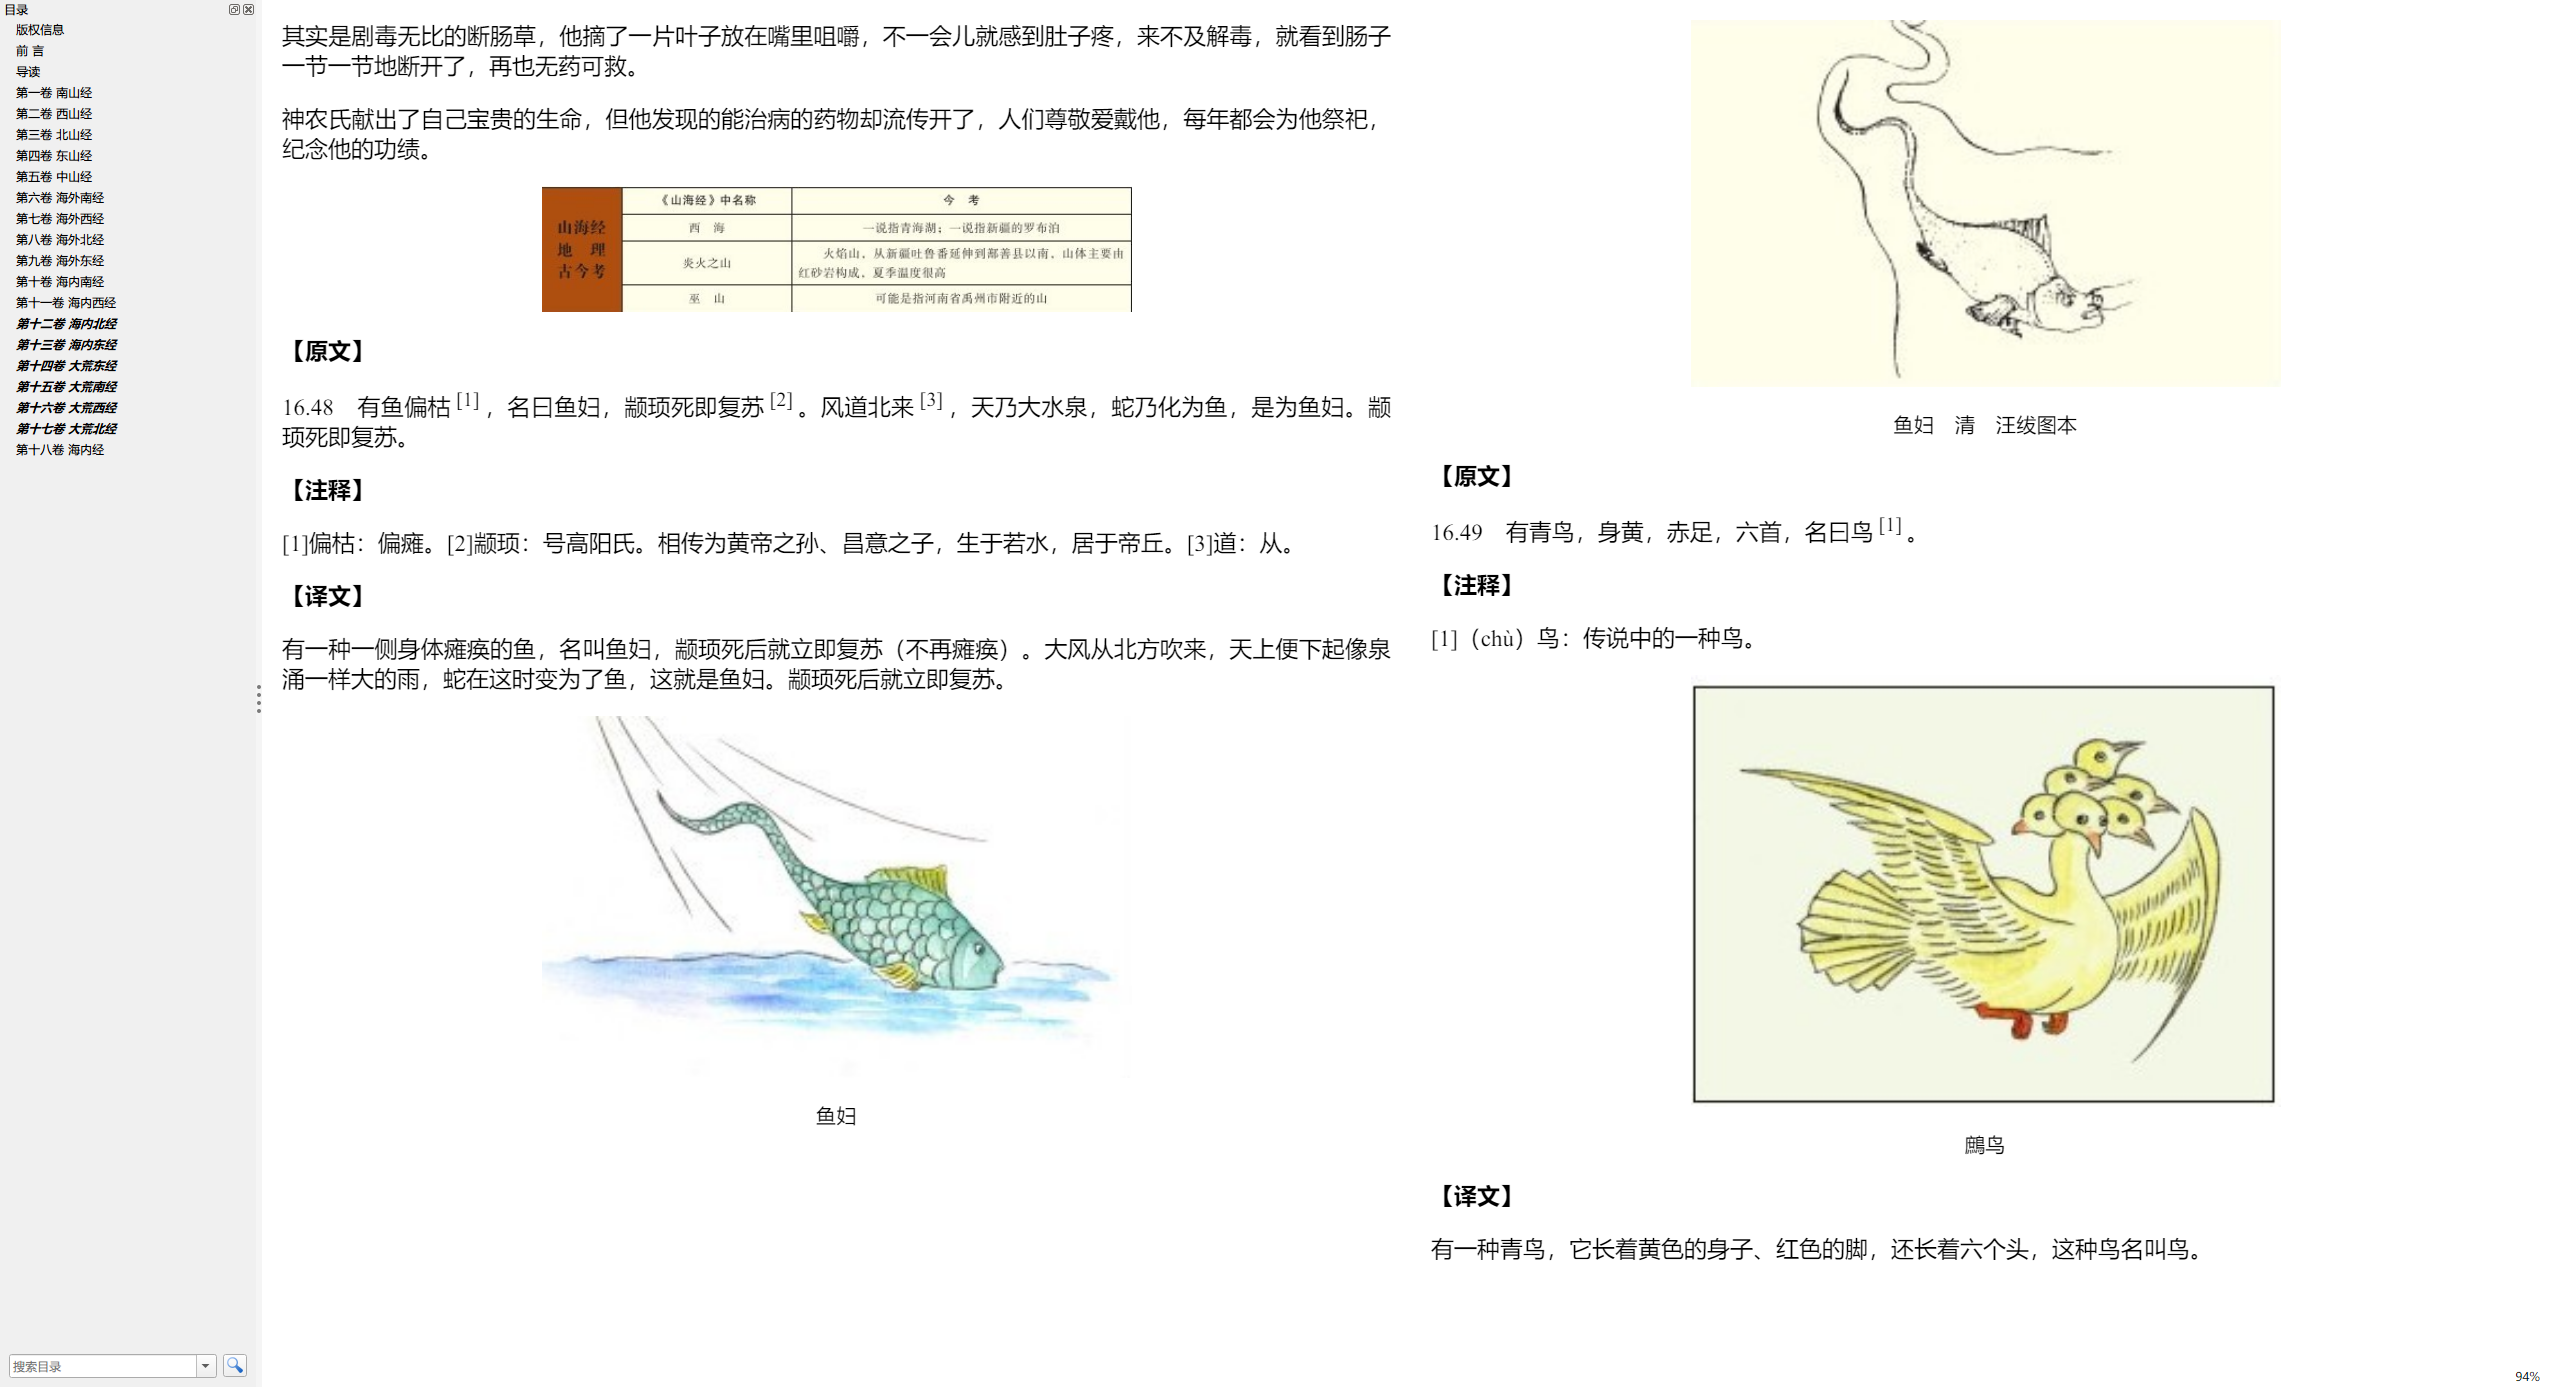 目录
版权信息
前 言
导读
第一卷 南山经
第二卷 西山经
第三卷 北山经
第四卷 东山经
第五卷 中山经
第六卷 海外南经
第七卷 海外西经
第八卷 海外北经
第九卷 海外东经
第十卷 海内南经
第十一卷 海内西经
第十二卷 海内北经
第十三卷 海内东经
第十四卷 大荒东经
第十五卷 大荒南经
第十六卷 大荒西经
第十七卷 大荒北经
第十八卷 海内经
搜索目录
其实是剧毒无比的断肠草，他摘了一片叶子放在嘴里咀嚼，不一会儿就感到肚子疼，来不及解毒，就看到肠子
一节一节地断开了，再也无药可救。
神农氏献出了自己宝贵的生命，但他发现的能治病的药物却流传开了，人们尊敬爱戴他，每年都会为他祭祀，
纪念他的功绩。
山海经
地 理
古今考
《山海经》中名称 今 考
西 海 一说指青海湖；一说指新疆的罗布泊
炎火之山 火焰山，从新疆吐鲁番延伸到鄯善县以南，山体主要由
红砂岩构成，夏季温度很高
巫 山 可能是指河南省禹州市附近的山
【原文】
16.48 有鱼偏枯[1]，名曰鱼妇，颛顼死即复苏[2]。风道北来[3]，天乃大水泉，蛇乃化为鱼，是为鱼妇。颛
顼死即复苏。
【注释】
[1]偏枯：偏瘫。[2]颛顼：号高阳氏。相传为黄帝之孙、昌意之子，生于若水，居于帝丘。[3]道：从。
【译文】
有一种一侧身体瘫痪的鱼，名叫鱼妇，颛顼死后就立即复苏（不再瘫痪）。大风从北方吹来，天上便下起像泉
涌一样大的雨，蛇在这时变为了鱼，这就是鱼妇。颛顼死后就立即复苏。
鱼妇
鱼妇 清 汪绂图本
【原文】
16.49 有青鸟，身黄，赤足，六首，名曰鸟[1]。
【注释】
[1]（chù）鸟：传说中的一种鸟。
鸀鸟
【译文】
有一种青鸟，它长着黄色的身子、红色的脚，还长着六个头，这种鸟名叫鸟。
94%